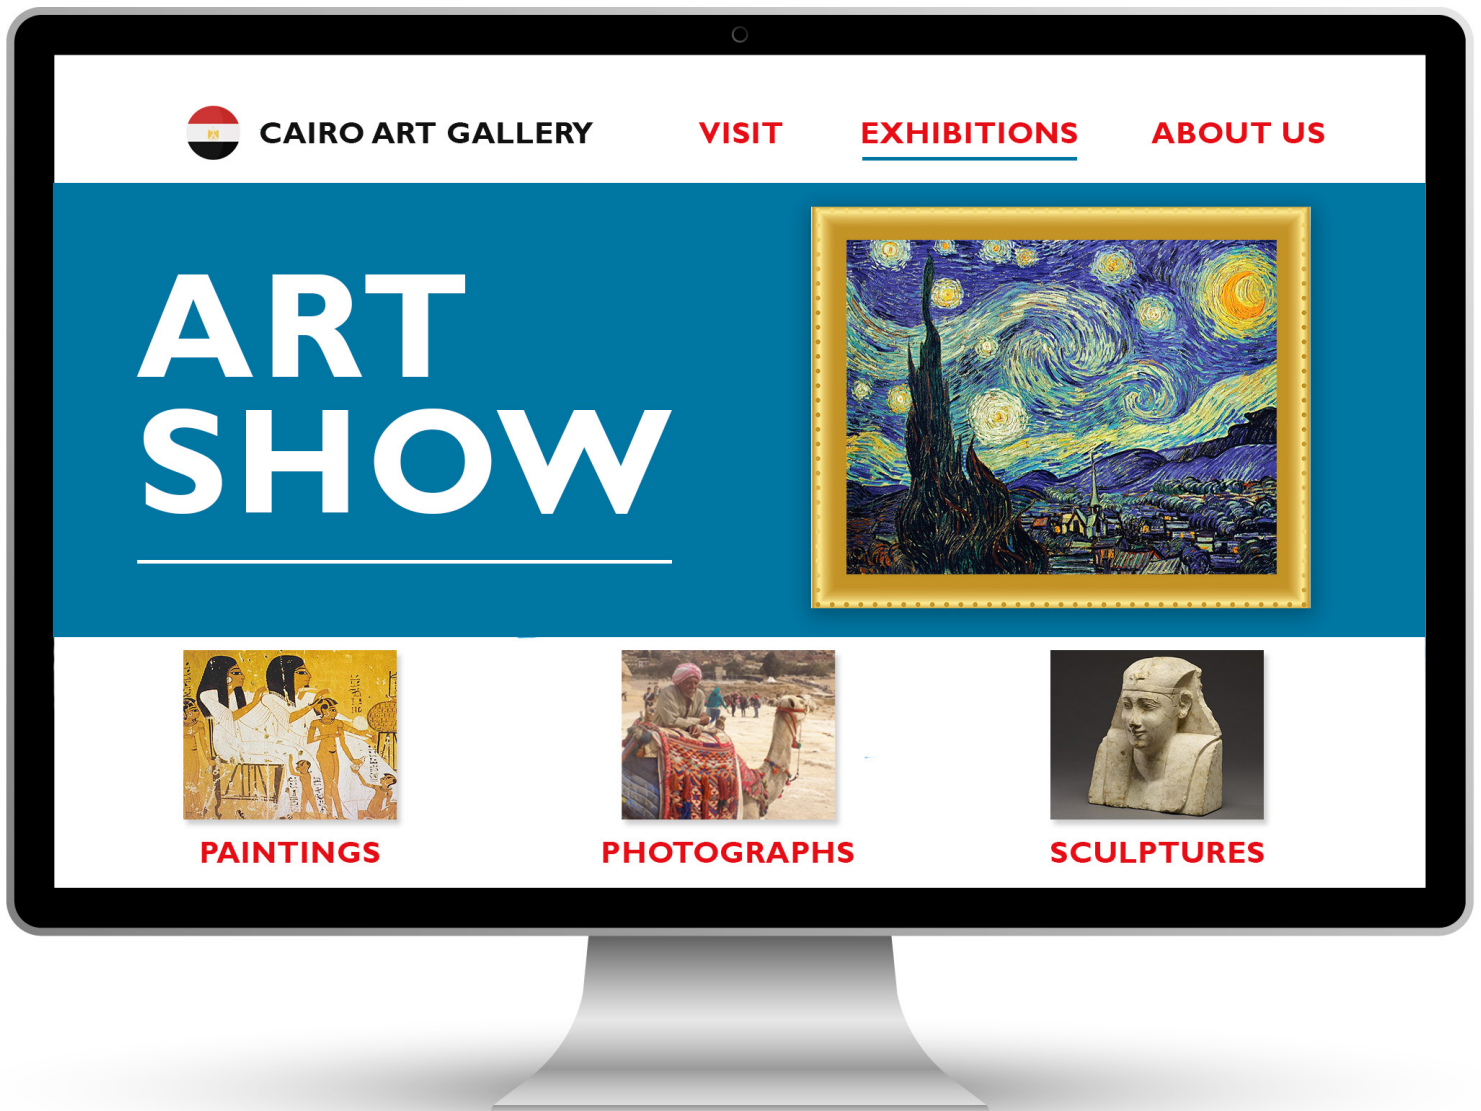 CAIRO ART GALLERY
VISIT
EXHIBITIONS
ABOUT US
ART
SHOW
PAINTINGS
PHOTOGRAPHS
SCULPTURES